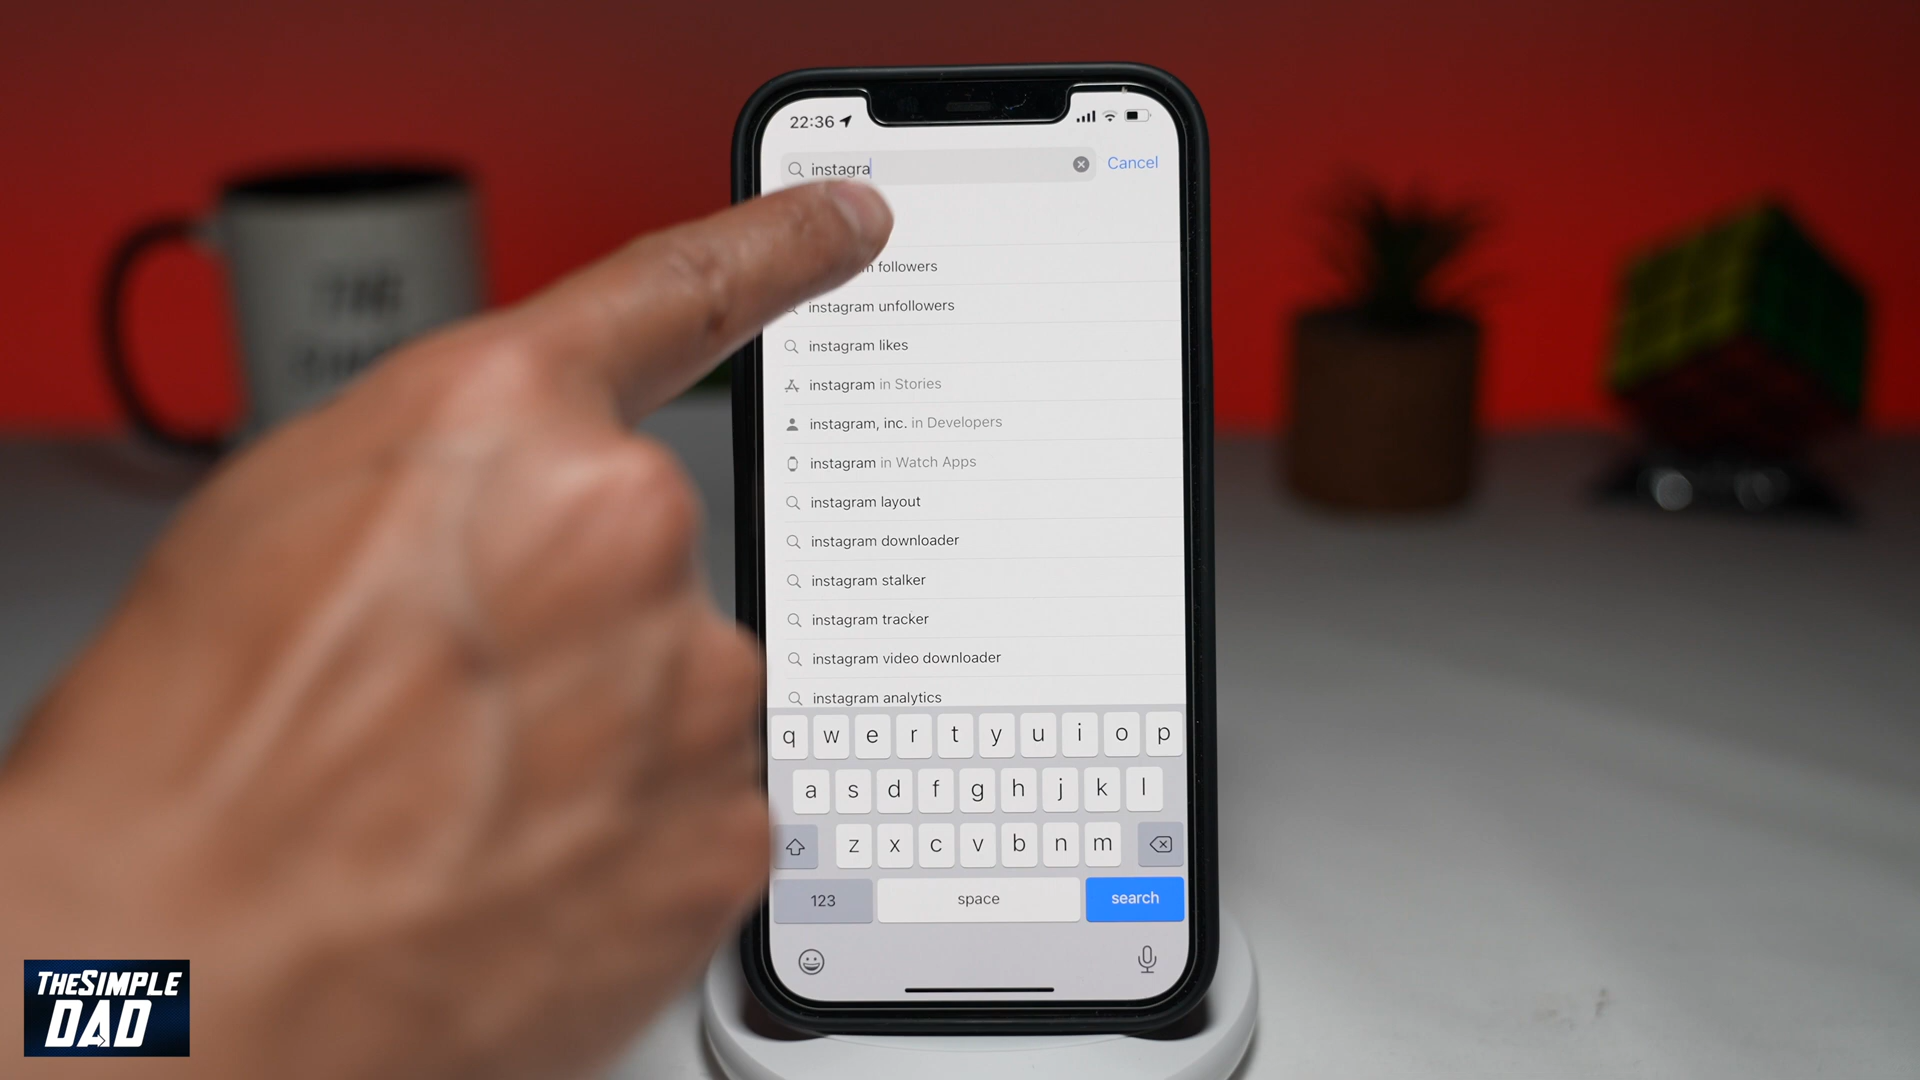 22:36
instagra
Cancel
followers
instagram unfollowers
instagram likes
instagram in Stories
instagram, inc. in Developers
instagram in Watch Apps
instagram layout
instagram downloader
instagram stalker
instagram tracker
instagram video downloader
instagram analytics
q w e r t y u i o p
a s d f g h j k l
z x c v b n m
123 space search
THE
THESIMPLE
DAD